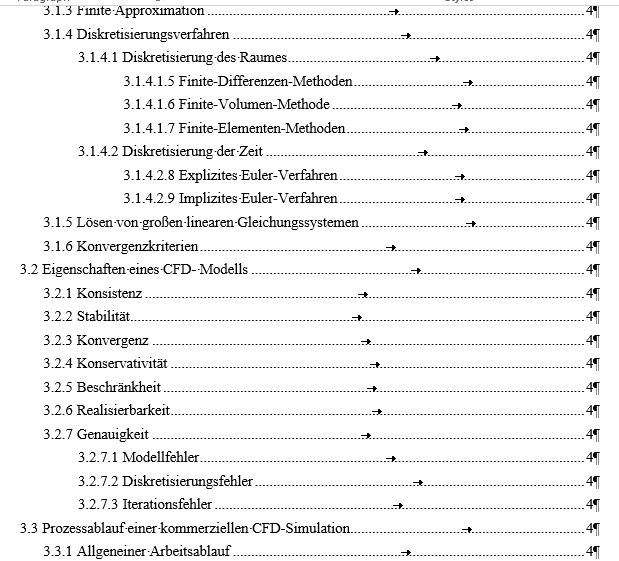 3.1.3 Finite Approximation 4¶
3.1.4 Diskretisierungsverfahren 4¶
3.1.4.1 Diskretisierung des Raumes 4¶
3.1.4.1.5 Finite-Differenzen-Methoden 4¶
3.1.4.1.6 Finite-Volumen-Methode 4¶
3.1.4.1.7 Finite-Elementen-Methoden 4¶
3.1.4.2 Diskretisierung der Zeit 4¶
3.1.4.2.8 Explizites Euler-Verfahren 4¶
3.1.4.2.9 Implizites Euler-Verfahren 4¶
3.1.5 Lösen von großen linearen Gleichungssystemen 4¶
3.1.6 Konvergenzkriterien 4¶
3.2 Eigenschaften eines CFD- Modells 4¶
3.2.1 Konsistenz 4¶
3.2.2 Stabilität 4¶
3.2.3 Konvergenz 4¶
3.2.4 Konservativität 4¶
3.2.5 Beschränkheit 4¶
3.2.6 Realisierbarkeit 4¶
3.2.7 Genauigkeit 4¶
3.2.7.1 Modellfehler 4¶
3.2.7.2 Diskretisierungsfehler 4¶
3.2.7.3 Iterationsfehler 4¶
3.3 Prozessablauf einer kommerziellen CFD-Simulation 4¶
3.3.1 Allgeneiner Arbeitsablauf 4¶